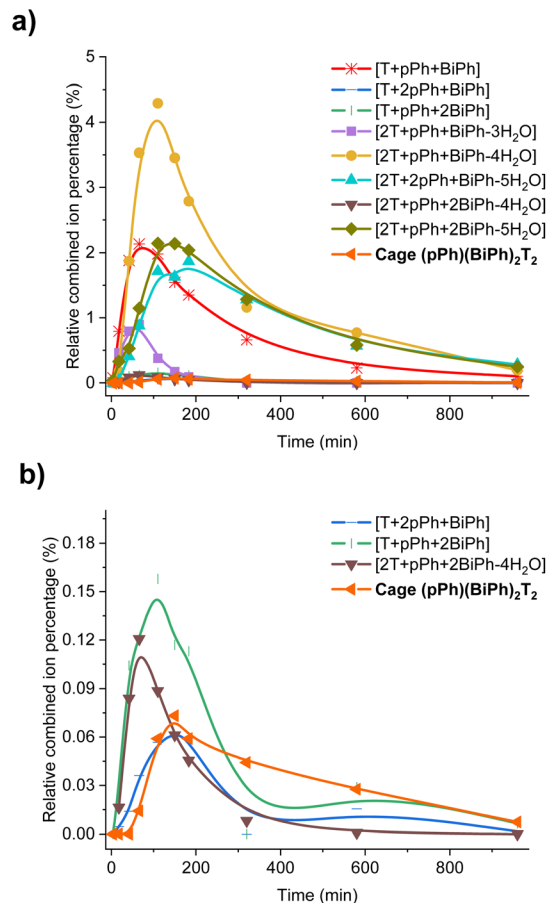 a)
Relative combined ion percentage (%)
5
4
3
2
1
0
[T+pPh+BiPh]
[T+2pPh+BiPh]
[T+pPh+2BiPh]
[2T+pPh+BiPh-3H₂O]
[2T+pPh+BiPh-4H₂O]
[2T+2pPh+BiPh-5H₂O]
[2T+pPh+2BiPh-4H₂O]
[2T+pPh+2BiPh-5H₂O]
Cage (pPh)(BiPh)₂T₂
0 200 400 600 800
Time (min)
b)
Relative combined ion percentage (%)
0.18
0.15
0.12
0.09
0.06
0.03
0.00
[T+2pPh+BiPh]
[T+pPh+2BiPh]
[2T+pPh+2BiPh-4H₂O]
Cage (pPh)(BiPh)₂T₂
0 200 400 600 800
Time (min)